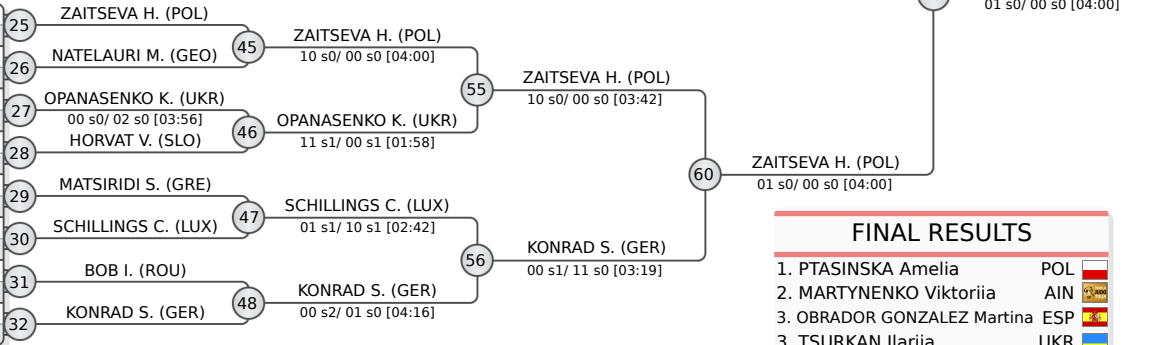 01 s0/ 00 s0 [04:00]
25
ZAITSEVA H. (POL)
45
ZAITSEVA H. (POL)
10 s0/ 00 s0 [04:00]
26
NATELAURI M. (GEO)
55
ZAITSEVA H. (POL)
10 s0/ 00 s0 [03:42]
27
OPANASENKO K. (UKR)
00 s0/ 02 s0 [03:56]
46
OPANASENKO K. (UKR)
11 s1/ 00 s1 [01:58]
28
HORVAT V. (SLO)
60
ZAITSEVA H. (POL)
01 s0/ 00 s0 [04:00]
29
MATSIRIDI S. (GRE)
47
SCHILLINGS C. (LUX)
01 s1/ 10 s1 [02:42]
30
SCHILLINGS C. (LUX)
56
KONRAD S. (GER)
00 s1/ 11 s0 [03:19]
31
BOB I. (ROU)
48
KONRAD S. (GER)
00 s2/ 01 s0 [04:16]
32
KONRAD S. (GER)
FINAL RESULTS
1. PTASINSKA Amelia POL
2. MARTYNENKO Viktoriia AIN
3. OBRADOR GONZALEZ Martina ESP
3. TSURKAN Ilariia UKR